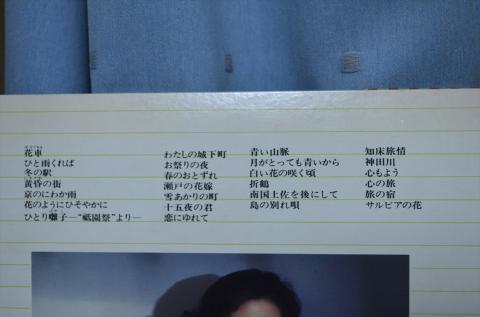 花車
ひと雨くれば
冬の駅
黄昏の街
京のにわか雨
花のようにひそやかに
ひとり囃子―“祇園祭”より―
わたしの城下町
お祭りの夜
春のおとずれ
瀬戸の花嫁
雪あかりの町
十五夜の君
恋にゆれて
青い山脈
月がとっても青いから
白い花の咲く頃
折鶴
南国土佐を後にして
島の別れ唄
知床旅情
神田川
心もよう
心の旅
旅の宿
サルビアの花